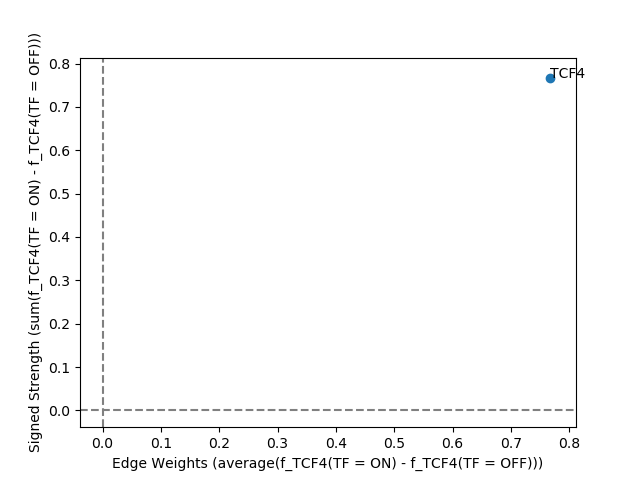 Signed Strength (sum(f_TCF4(TF = ON) - f_TCF4(TF = OFF)))
0.8
0.7
0.6
0.5
0.4
0.3
0.2
0.1
0.0
TCF4
0.0 0.1 0.2 0.3 0.4 0.5 0.6 0.7 0.8
Edge Weights (average(f_TCF4(TF = ON) - f_TCF4(TF = OFF)))